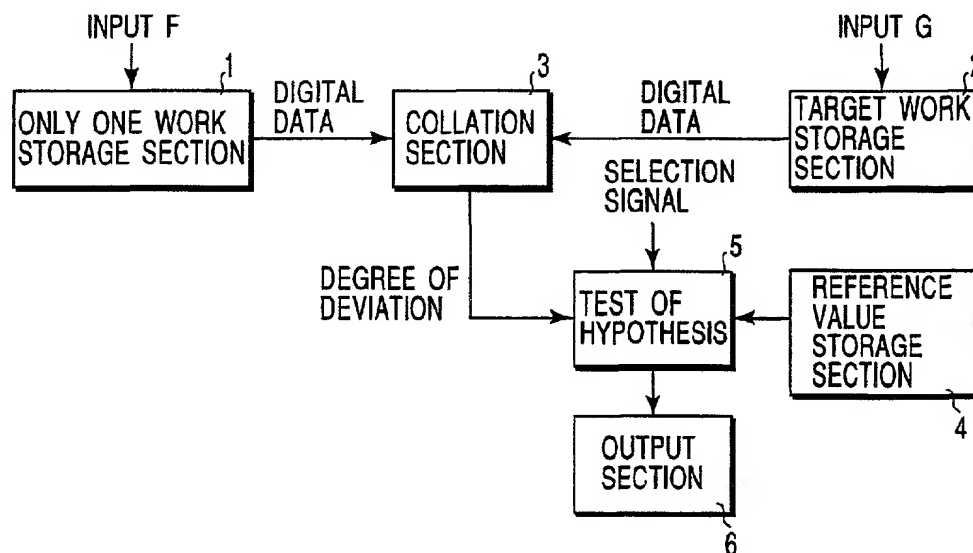 INPUT F
INPUT G
1
3
2
ONLY ONE WORK
STORAGE SECTION
DIGITAL
DATA
COLLATION
SECTION
DIGITAL
DATA
TARGET WORK
STORAGE
SECTION
SELECTION
SIGNAL
DEGREE OF
DEVIATION
5
TEST OF
HYPOTHESIS
REFERENCE
VALUE
STORAGE
SECTION
4
OUTPUT
SECTION
6